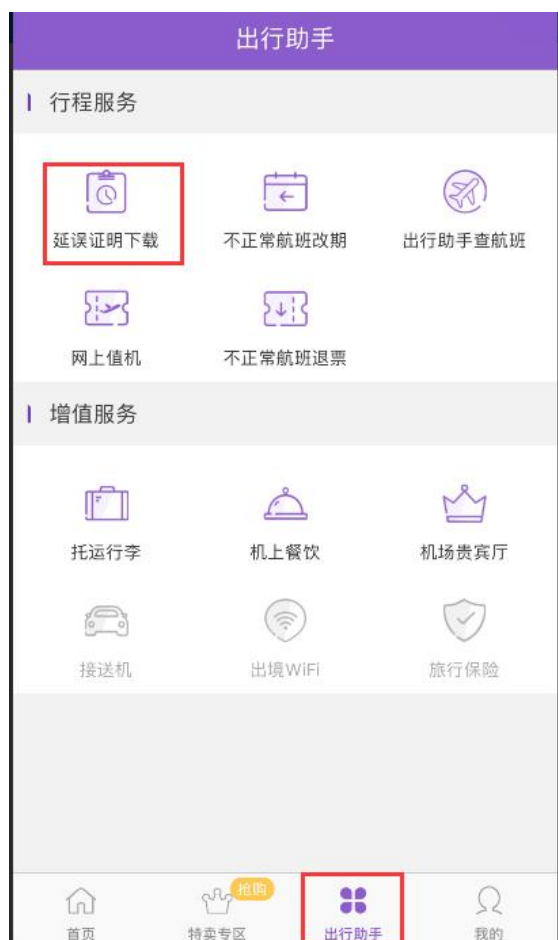 出行助手
行程服务
延误证明下载
不正常航班改期
出行助手查航班
网上值机
不正常航班退票
增值服务
托运行李
机上餐饮
机场贵宾厅
接送机
出境WiFi
旅行保险
抢购
首页
特卖专区
出行助手
我的